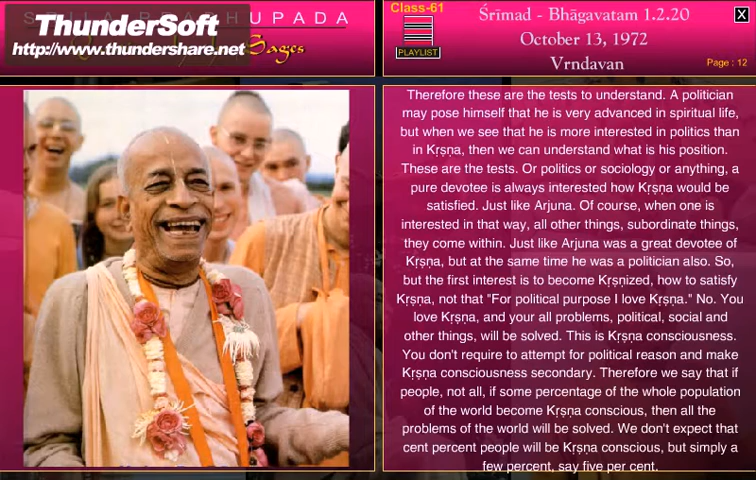 ThunderSoft
http://www.thundershare.net
Sages
Class-61
PLAYLIST
Śrīmad - Bhāgavatam 1.2.20
October 13, 1972
Vrndavan
X
Page : 12
Therefore these are the tests to understand. A politician
may pose himself that he is very advanced in spiritual life,
but when we see that he is more interested in politics than
in Kṛṣṇa, then we can understand what is his position.
These are the tests. Or politics or sociology or anything, a
pure devotee is always interested how Kṛṣṇa would be
satisfied. Just like Arjuna. Of course, when one is
interested in that way, all other things, subordinate things,
they come within. Just like Arjuna was a great devotee of
Kṛṣṇa, but at the same time he was a politician also. So,
but the first interest is to become Kṛṣṇized, how to satisfy
Kṛṣṇa, not that "For political purpose I love Kṛṣṇa." No. You
love Kṛṣṇa, and your all problems, political, social and
other things, will be solved. This is Kṛṣṇa consciousness.
You don't require to attempt for political reason and make
Kṛṣṇa consciousness secondary. Therefore we say that if
people, not all, if some percentage of the whole population
of the world become Kṛṣṇa conscious, then all the
problems of the world will be solved. We don't expect that
cent percent people will be Kṛṣṇa conscious, but simply a
few percent, say five per cent.